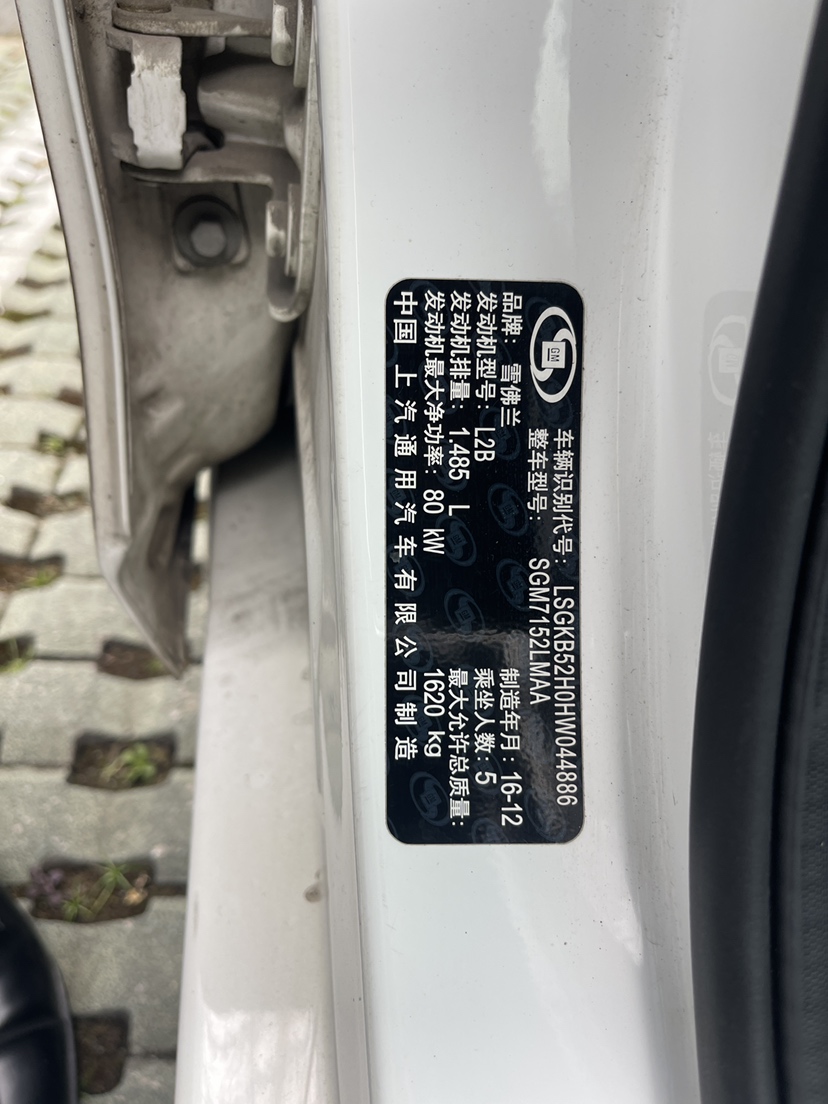 GM
车辆识别代号: LSGKB52H0HW044886
整车型号: SGM7152LMAA
品牌: 雪佛兰 制造年月: 16-12
发动机型号: L2B 乘坐人数: 5
发动机排量: 1.485 L 最大允许总质量:
发动机最大净功率: 80 kW 1620 kg
中国 上汽通用汽车有限公司制造